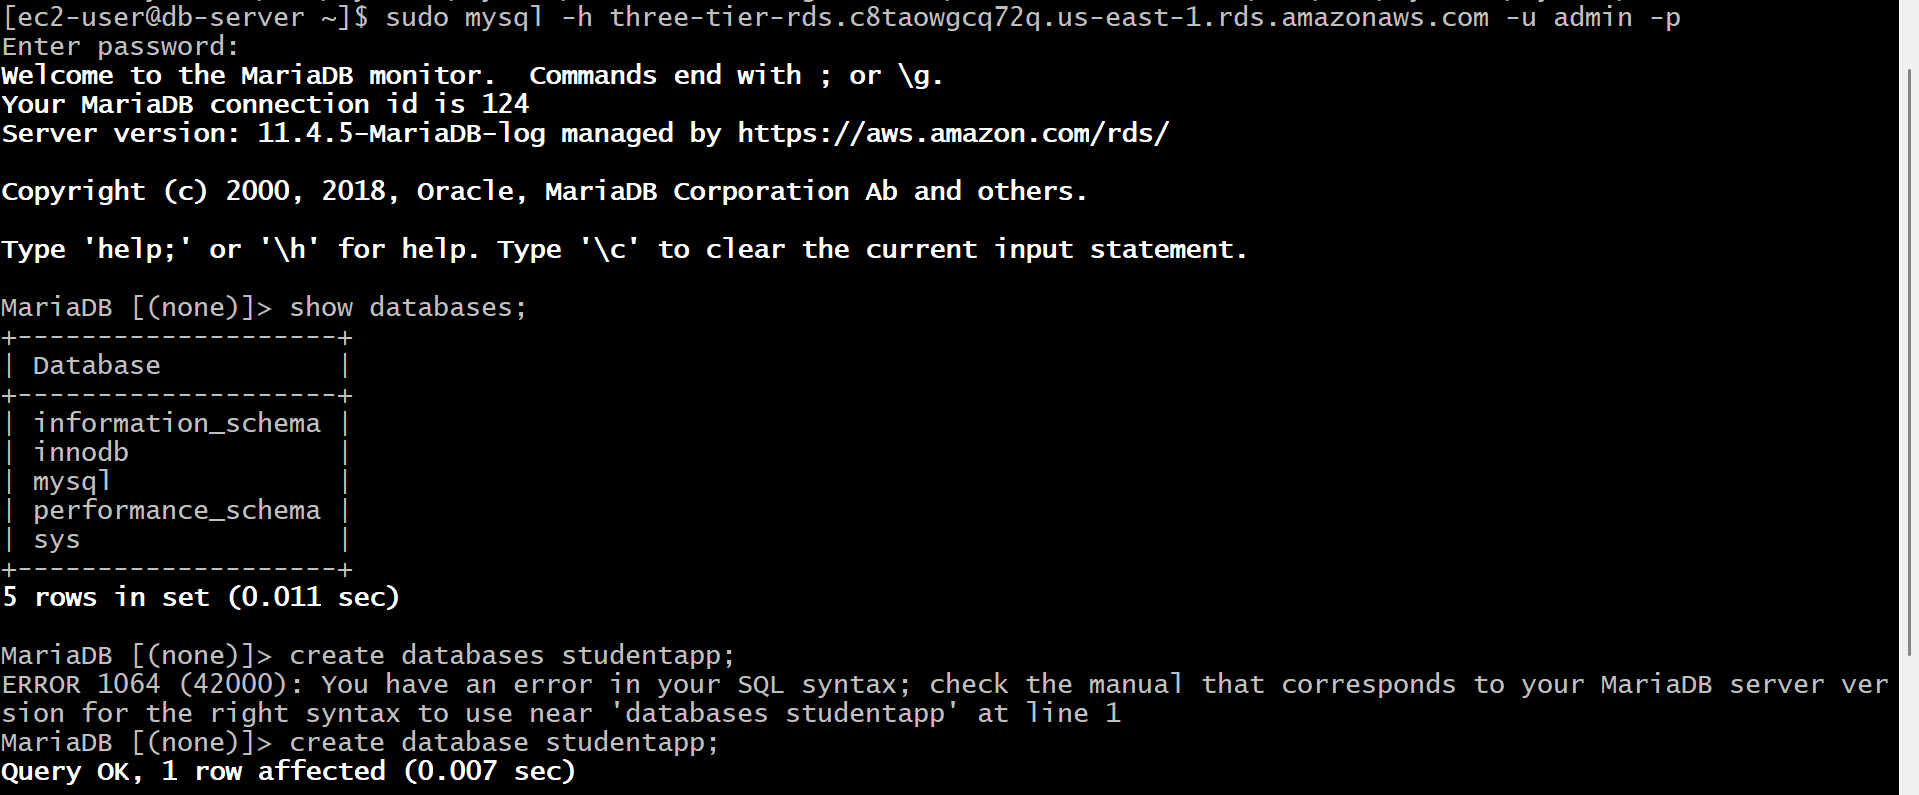 [ec2-user@db-server ~]$ sudo mysql -h three-tier-rds.c8taowgcq72q.us-east-1.rds.amazonaws.com -u admin -p
Enter password:
Welcome to the MariaDB monitor.  Commands end with ; or \g.
Your MariaDB connection id is 124
Server version: 11.4.5-MariaDB-log managed by https://aws.amazon.com/rds/

Copyright (c) 2000, 2018, Oracle, MariaDB Corporation Ab and others.

Type 'help;' or '\h' for help. Type '\c' to clear the current input statement.

MariaDB [(none)]> show databases;
+--------------------+
| Database           |
+--------------------+
| information_schema |
| innodb             |
| mysql              |
| performance_schema |
| sys                |
+--------------------+
5 rows in set (0.011 sec)

MariaDB [(none)]> create databases studentapp;
ERROR 1064 (42000): You have an error in your SQL syntax; check the manual that corresponds to your MariaDB server ver
sion for the right syntax to use near 'databases studentapp' at line 1
MariaDB [(none)]> create database studentapp;
Query OK, 1 row affected (0.007 sec)